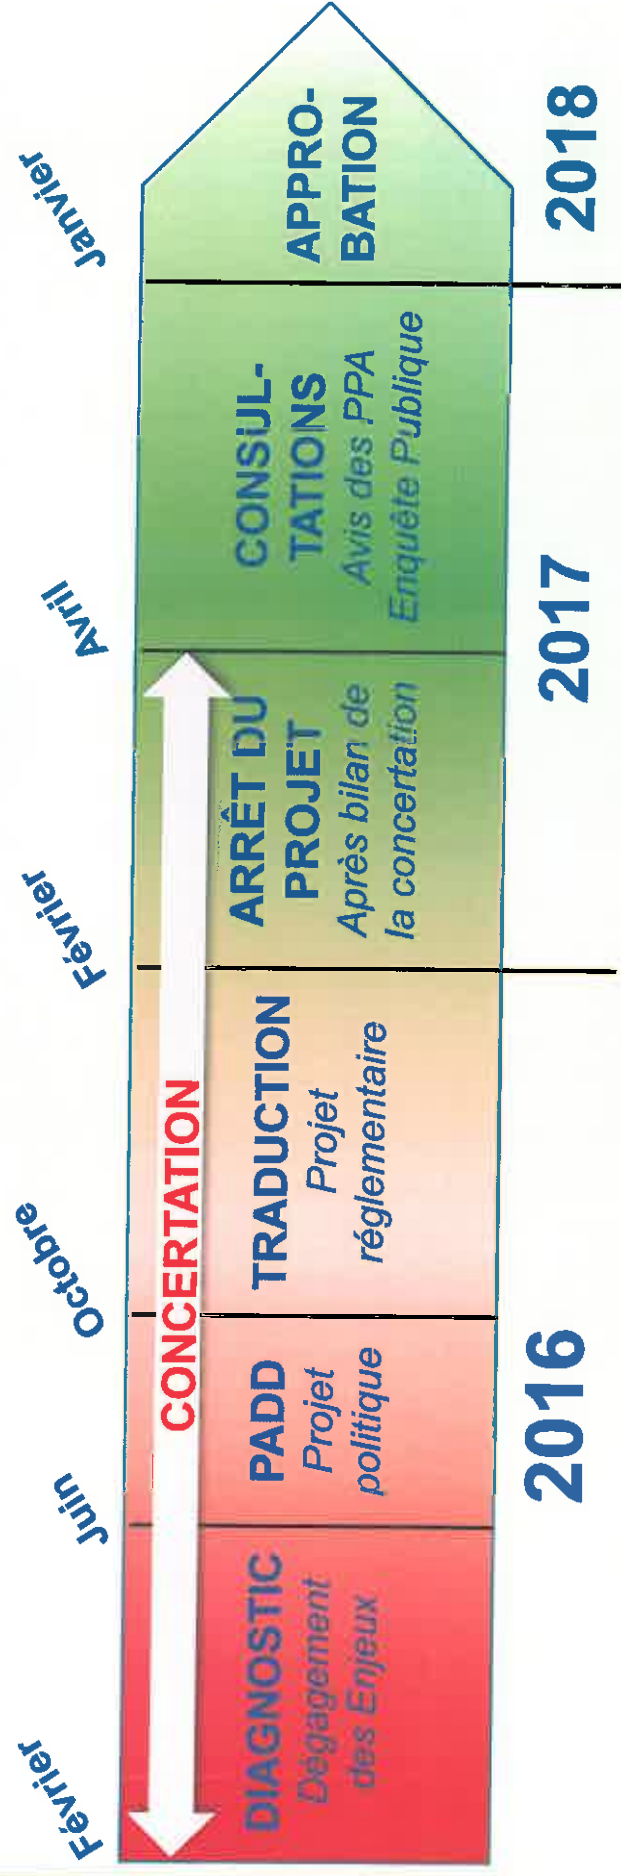 Février
Juin
Octobre
Février
Avril
Janvier
CONCERTATION
DIAGNOSTIC
Dégagement
des Enjeux
PADD
Projet
politique
TRADUCTION
Projet
réglementaire
ARRÊT DU
PROJET
Après bilan de
la concertation
CONSUL-
TATIONS
Avis des PPA
Enquête Publique
APPRO-
BATION
2016
2017
2018